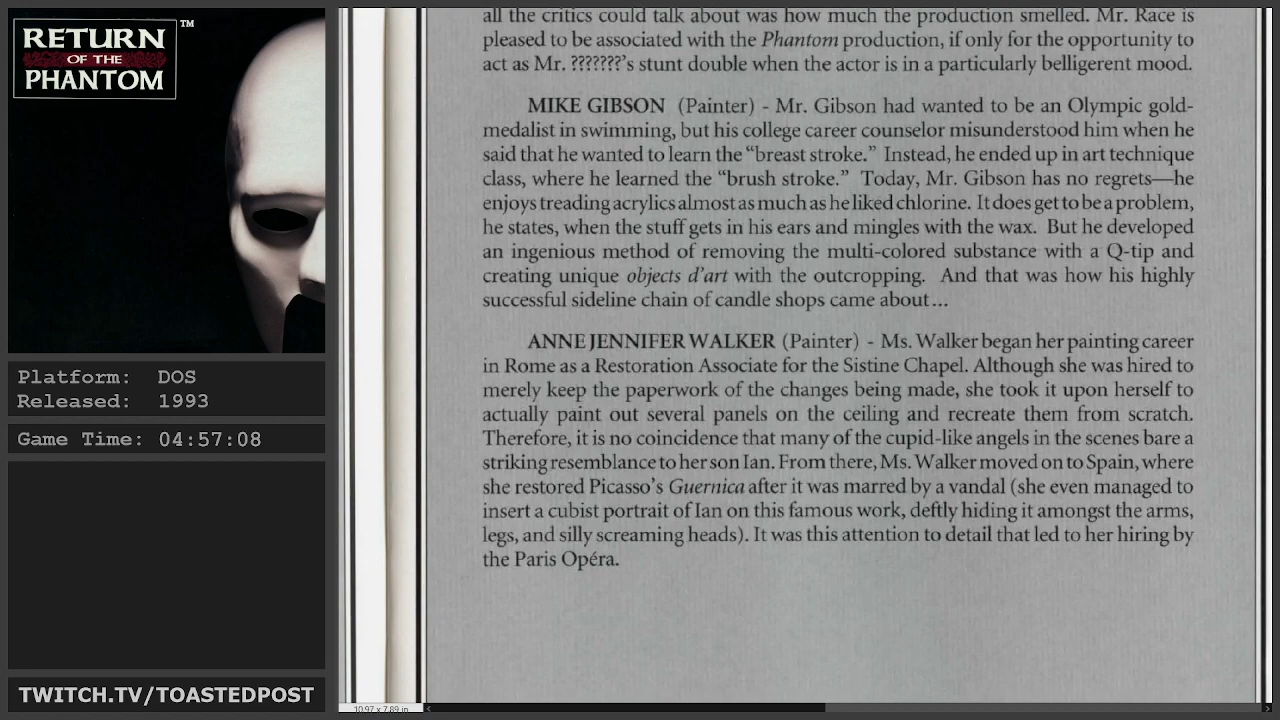 RETURN
OF THE
PHANTOM
TM
Platform: DOS
Released: 1993
Game Time: 04:57:08
TWITCH.TV/TOASTEDPOST
all the critics could talk about was how much the production smelled. Mr. Race is
pleased to be associated with the Phantom production, if only for the opportunity to
act as Mr. ???????'s stunt double when the actor is in a particularly belligerent mood.
MIKE GIBSON (Painter) - Mr. Gibson had wanted to be an Olympic gold-
medalist in swimming, but his college career counselor misunderstood him when he
said that he wanted to learn the “breast stroke.” Instead, he ended up in art technique
class, where he learned the “brush stroke.” Today, Mr. Gibson has no regrets—he
enjoys treading acrylics almost as much as he liked chlorine. It does get to be a problem,
he states, when the stuff gets in his ears and mingles with the wax. But he developed
an ingenious method of removing the multi-colored substance with a Q-tip and
creating unique objects d'art with the outcropping. And that was how his highly
successful sideline chain of candle shops came about...
ANNE JENNIFER WALKER (Painter) - Ms. Walker began her painting career
in Rome as a Restoration Associate for the Sistine Chapel. Although she was hired to
merely keep the paperwork of the changes being made, she took it upon herself to
actually paint out several panels on the ceiling and recreate them from scratch.
Therefore, it is no coincidence that many of the cupid-like angels in the scenes bare a
striking resemblance to her son Ian. From there, Ms. Walker moved on to Spain, where
she restored Picasso's Guernica after it was marred by a vandal (she even managed to
insert a cubist portrait of Ian on this famous work, deftly hiding it amongst the arms,
legs, and silly screaming heads). It was this attention to detail that led to her hiring by
the Paris Opéra.
10.97 x 7.89 in